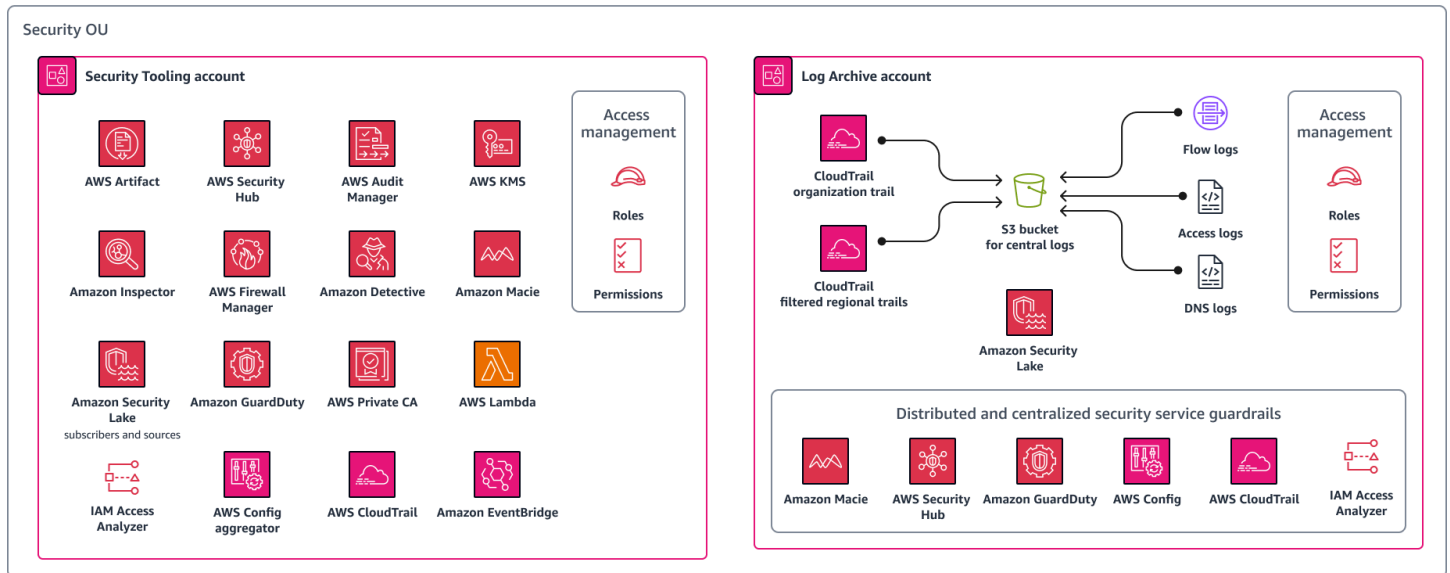 Security OU
Security Tooling account
AWS Artifact
AWS Security
Hub
AWS Audit
Manager
AWS KMS
Amazon Inspector
AWS Firewall
Manager
Amazon Detective
Amazon Macie
Amazon Security
Lake
subscribers and sources
Amazon GuardDuty
AWS Private CA
AWS Lambda
IAM Access
Analyzer
AWS Config
aggregator
AWS CloudTrail
Amazon EventBridge
Access
management
Roles
Permissions
Log Archive account
CloudTrail
organization trail
CloudTrail
filtered regional trails
S3 bucket
for central logs
Flow logs
Access logs
DNS logs
Amazon Security
Lake
Access
management
Roles
Permissions
Distributed and centralized security service guardrails
Amazon Macie
AWS Security
Hub
Amazon GuardDuty
AWS Config
AWS CloudTrail
IAM Access
Analyzer